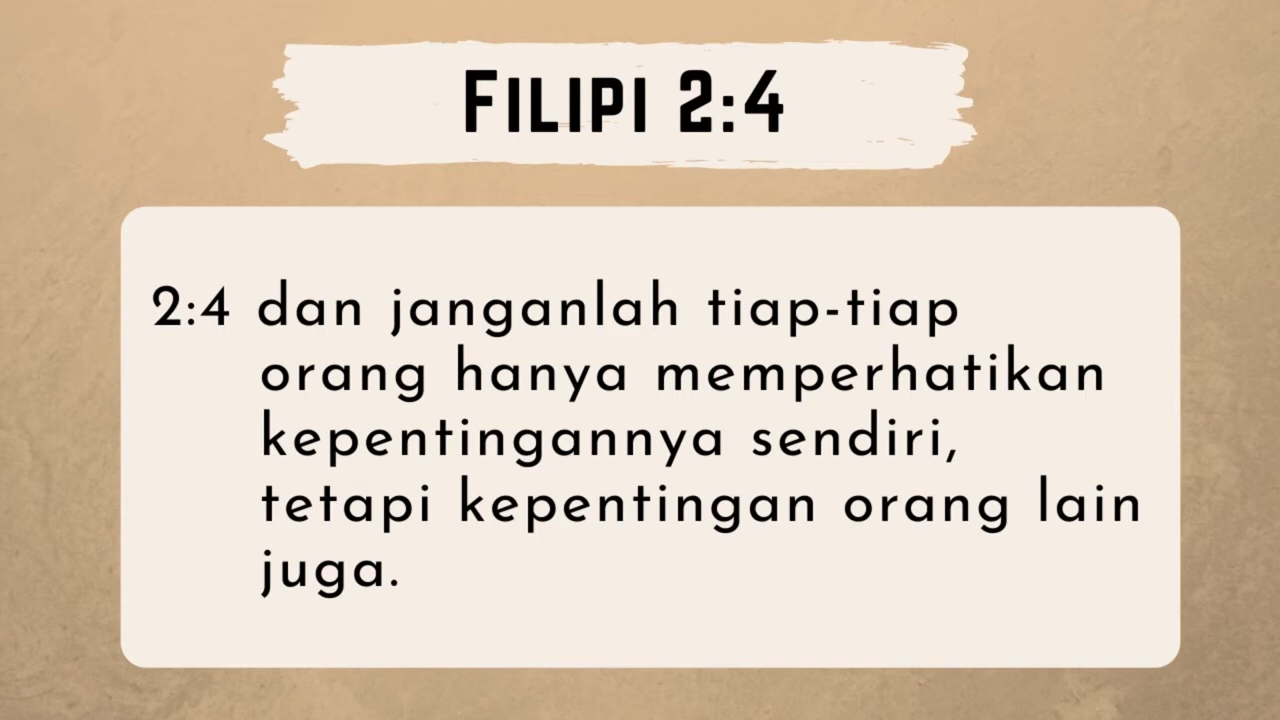 Filipi 2:4
2:4 dan janganlah tiap-tiap
orang hanya memperhatikan
kepentingannya sendiri,
tetapi kepentingan orang lain
juga.